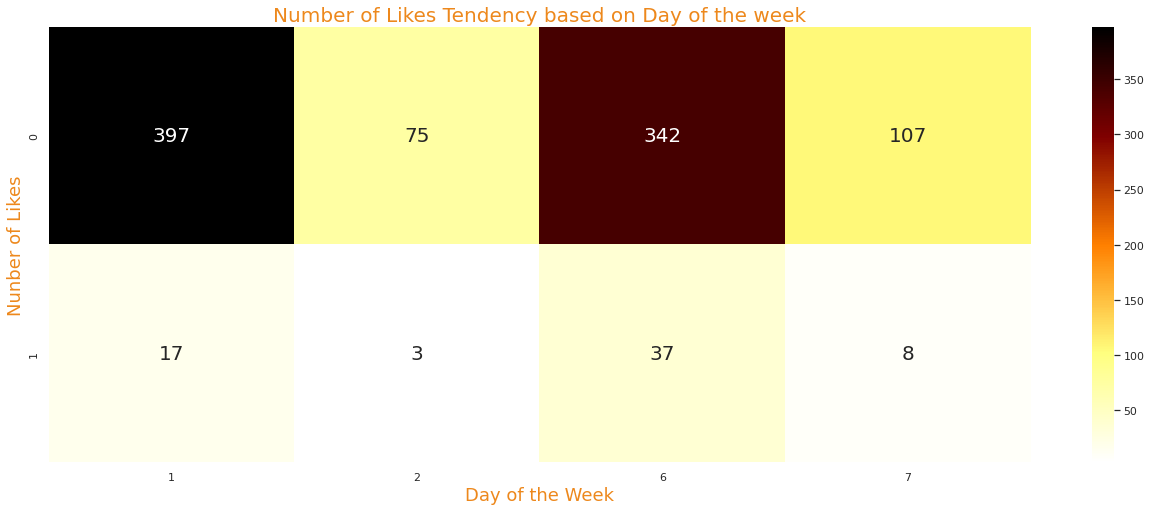 Number of Likes Tendency based on Day of the week
Nunber of Likes
0
397 75 342 107
1
17 3 37 8
1 2 6 7
Day of the Week
350
300
250
200
150
100
50